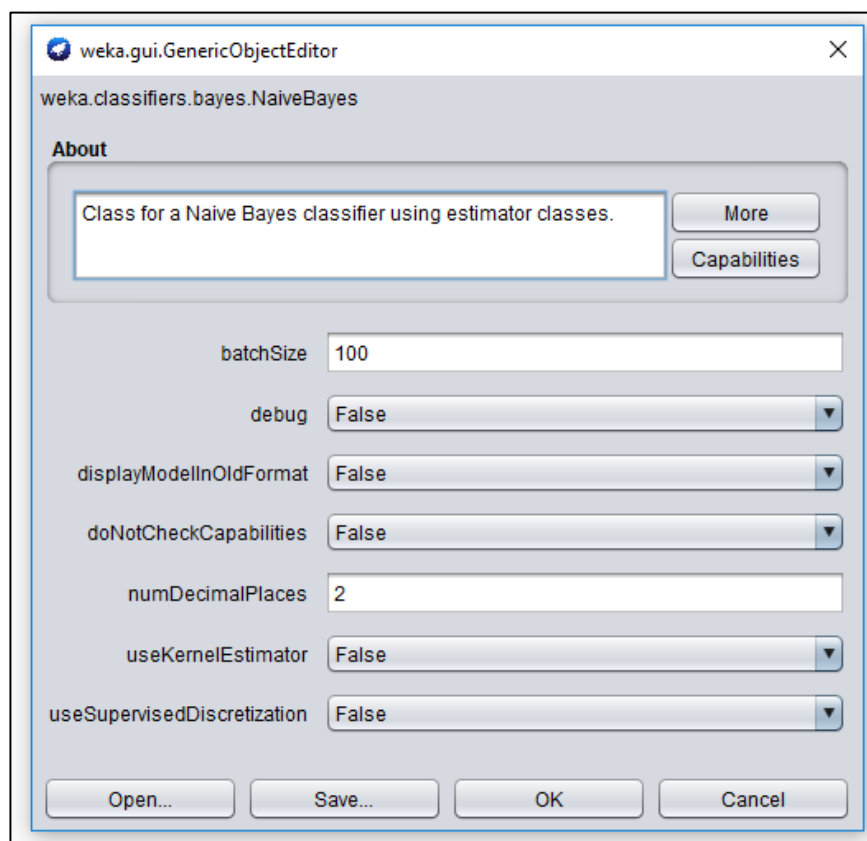 weka.gui.GenericObjectEditor
weka.classifiers.bayes.NaiveBayes
About
Class for a Naive Bayes classifier using estimator classes.
More
Capabilities
batchSize 100
debug False
displayModelInOldFormat False
doNotCheckCapabilities False
numDecimalPlaces 2
useKernelEstimator False
useSupervisedDiscretization False
Open... Save... OK Cancel